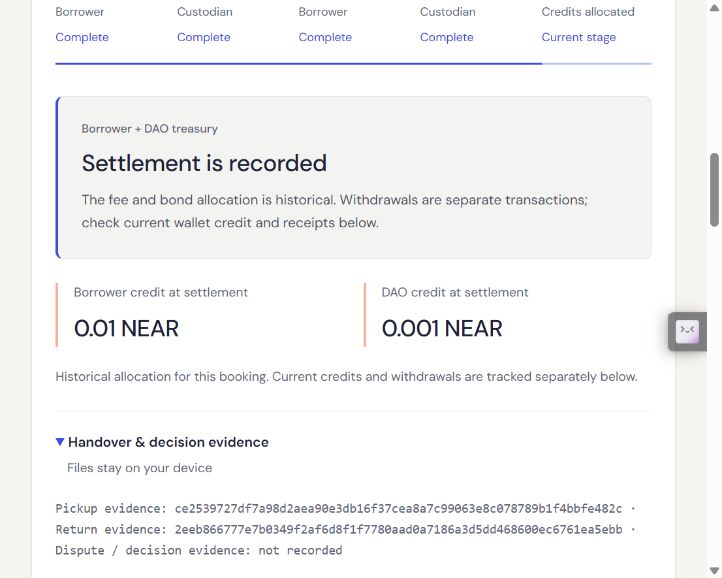 Borrower Custodian Borrower Custodian Credits allocated
Complete Complete Complete Complete Current stage
Borrower + DAO treasury
Settlement is recorded
The fee and bond allocation is historical. Withdrawals are separate transactions;
check current wallet credit and receipts below.
Borrower credit at settlement DAO credit at settlement
0.01 NEAR 0.001 NEAR
Historical allocation for this booking. Current credits and withdrawals are tracked separately below.
▼ Handover & decision evidence
Files stay on your device
Pickup evidence: ce2539727df7a98d2aea90e3db16f37cea8a7c99063e8c078789b1f4bbfe482c ·
Return evidence: 2eeb866777e7b0349f2af6d8f1f7780aad0a7186a3d5dd468600ec6761ea5ebb ·
Dispute / decision evidence: not recorded